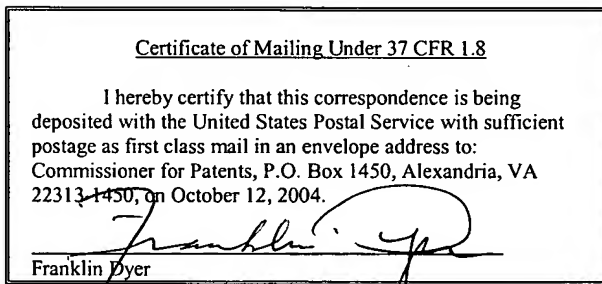 Certificate of Mailing Under 37 CFR 1.8
I hereby certify that this correspondence is being
deposited with the United States Postal Service with sufficient
postage as first class mail in an envelope address to:
Commissioner for Patents, P.O. Box 1450, Alexandria, VA
22313-1450, on October 12, 2004.
Franklin Dyer
Franklin Dyer